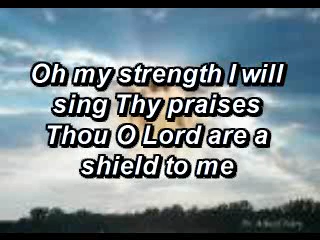 Oh my strength I will
sing Thy praises
Thou O Lord are a
shield to me